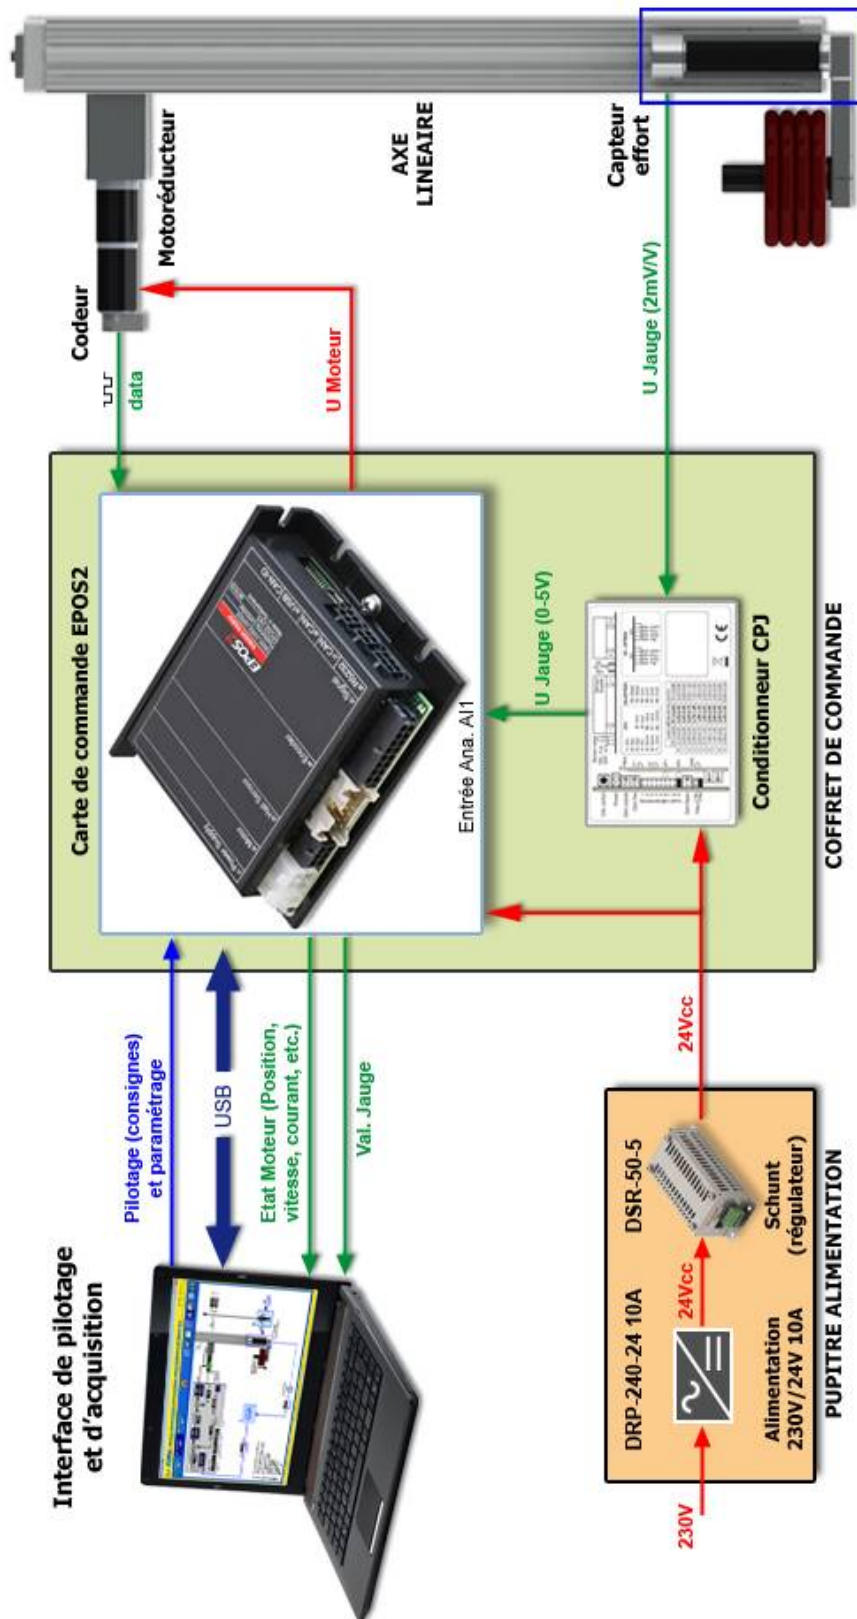 Interface de pilotage
et d'acquisition
Pilotage (consignes)
et paramétrage
USB
Etat Moteur (Position,
vitesse, courant, etc.)
Val. Jauge
Carte de commande EPOS2
EPOS
Entrée Ana. AI1
data
Codeur
Motoréducteur
U Moteur
AXE
LINEAIRE
Capteur
effort
U Jauge (2mV/V)
U Jauge (0-5V)
Conditionneur CPJ
COFFRET DE COMMANDE
24Vcc
DRP-240-24 10A
DSR-50-5
230V
24Vcc
Alimentation
230V/24V 10A
Schunt
(régulateur)
PUPITRE ALIMENTATION